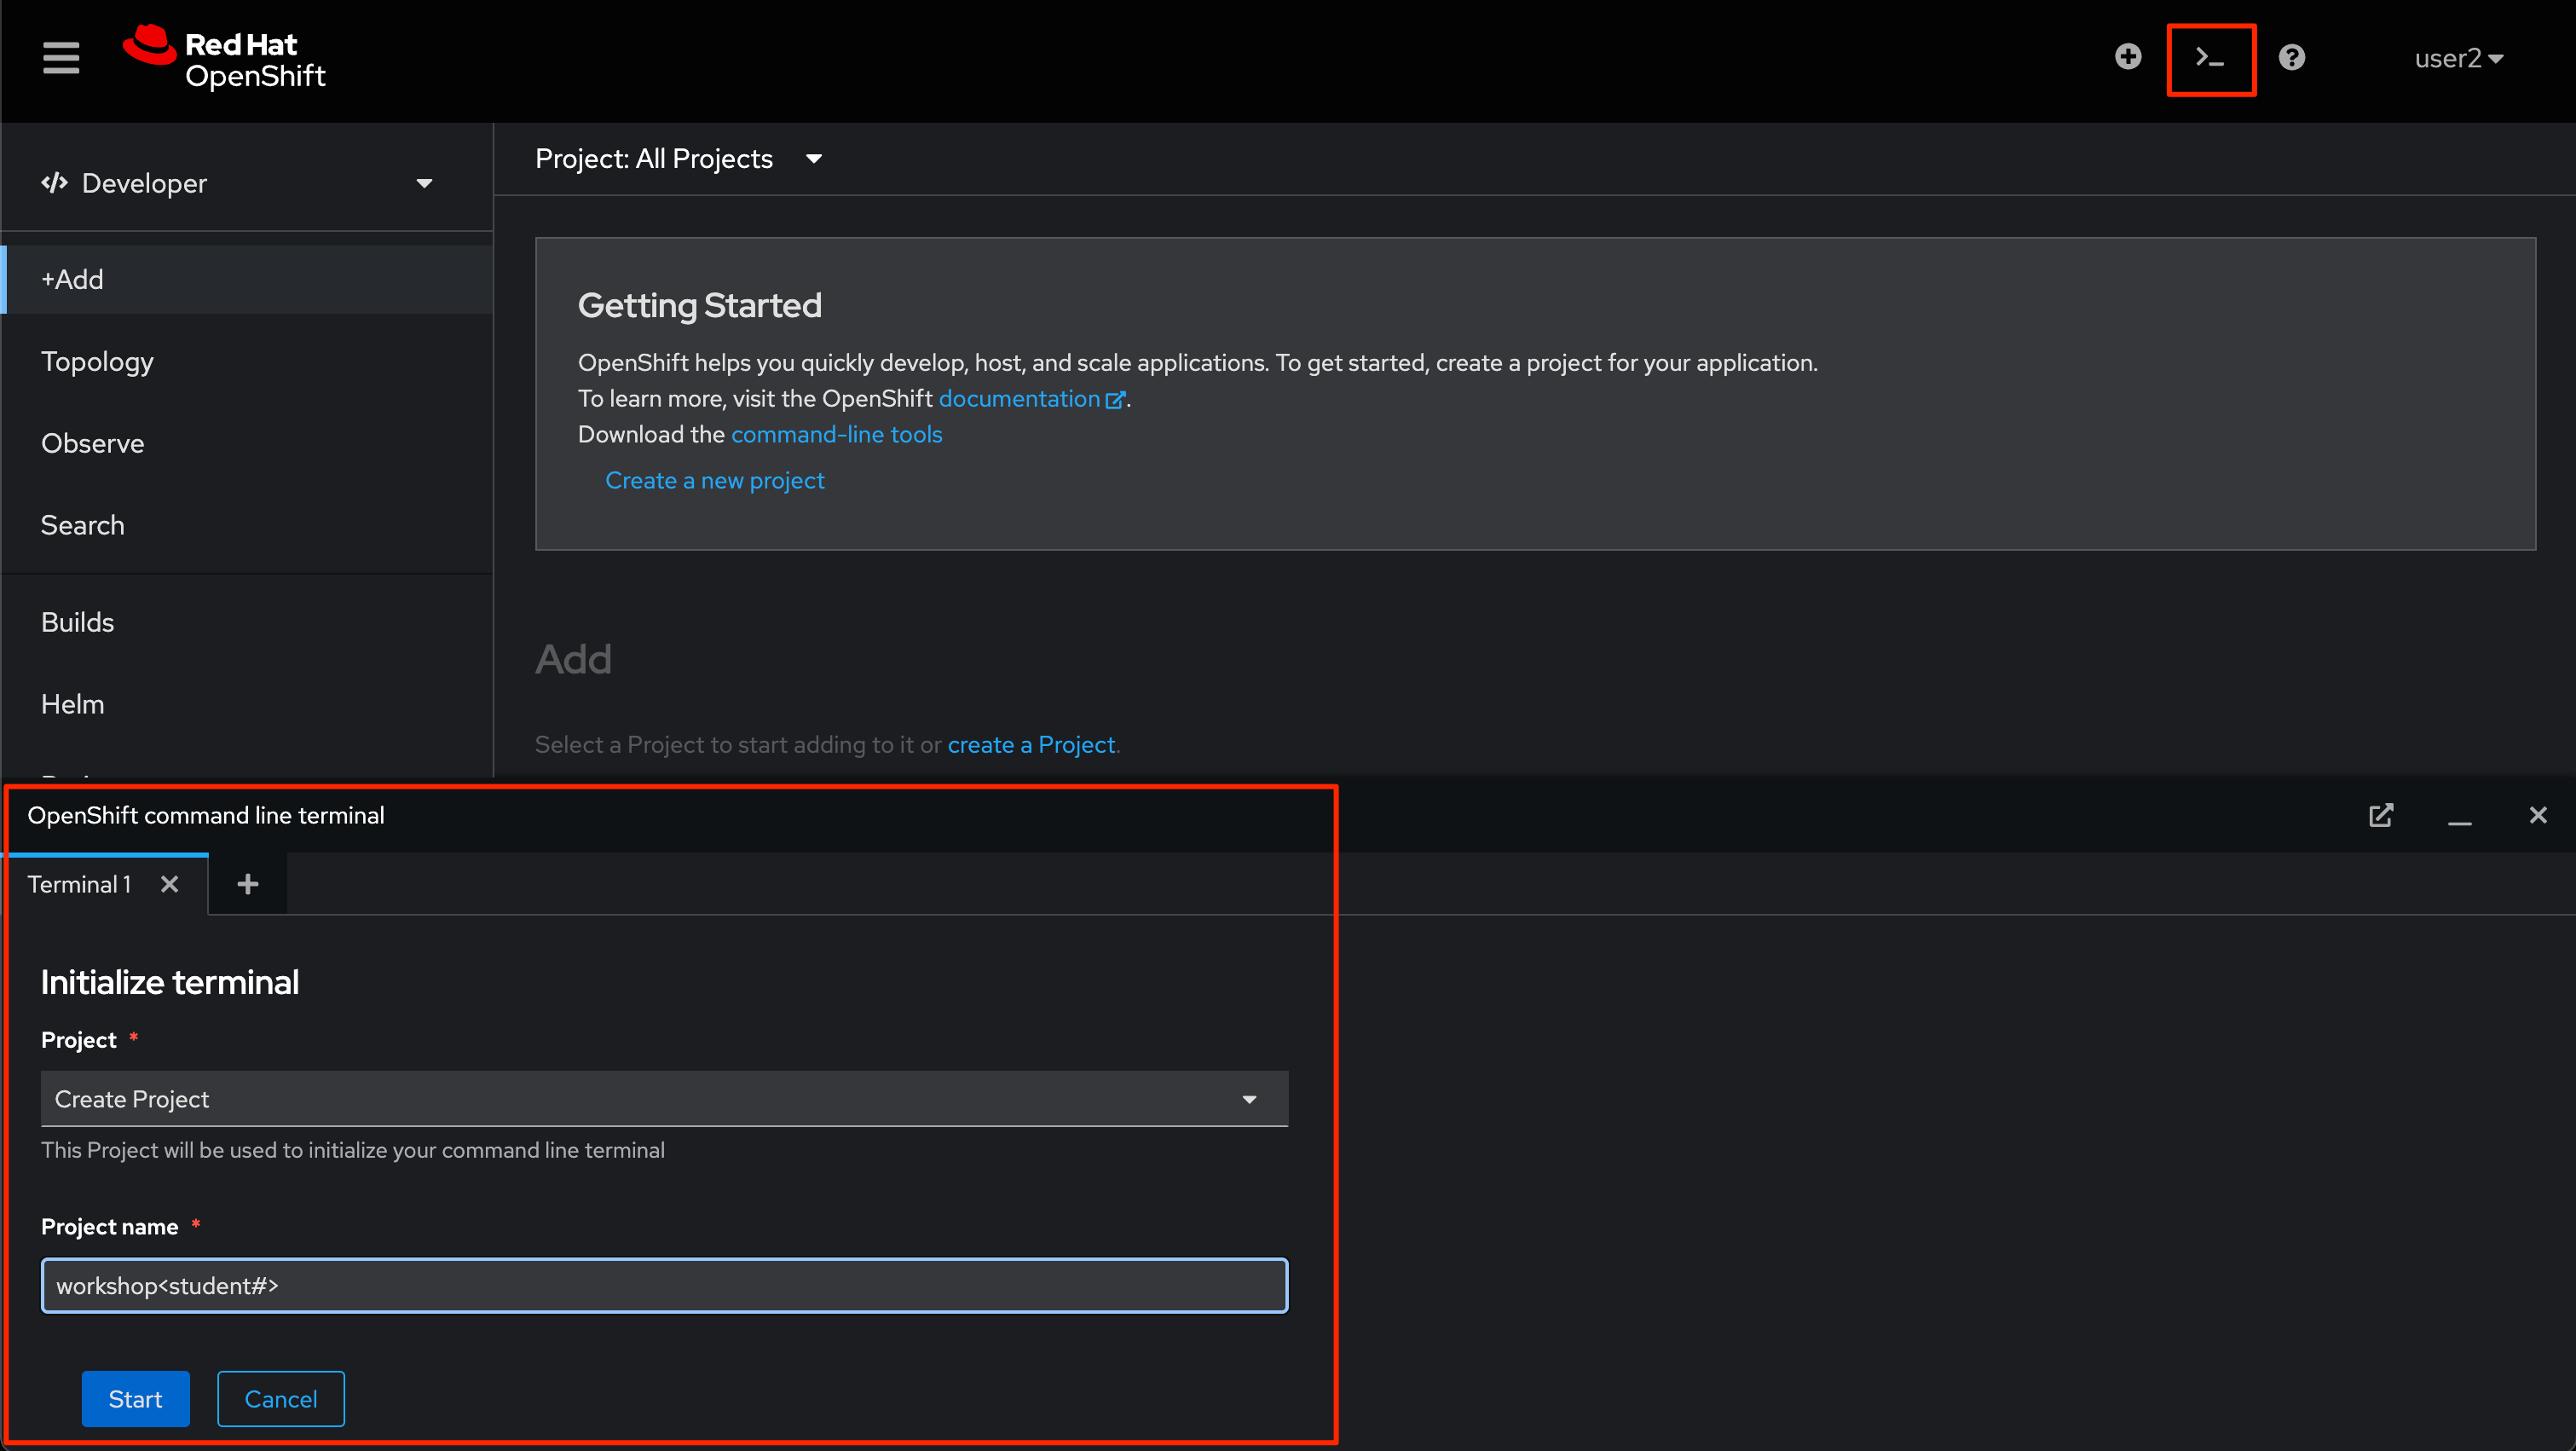 Red Hat
OpenShift
user2
Developer
Project: All Projects
+Add
Topology
Observe
Search
Builds
Helm
Getting Started
OpenShift helps you quickly develop, host, and scale applications. To get started, create a project for your application.
To learn more, visit the OpenShift documentation.
Download the command-line tools
Create a new project
Add
Select a Project to start adding to it or create a Project.
OpenShift command line terminal
Terminal 1
Initialize terminal
Project *
Create Project
This Project will be used to initialize your command line terminal
Project name *
workshop<student#>
Start Cancel